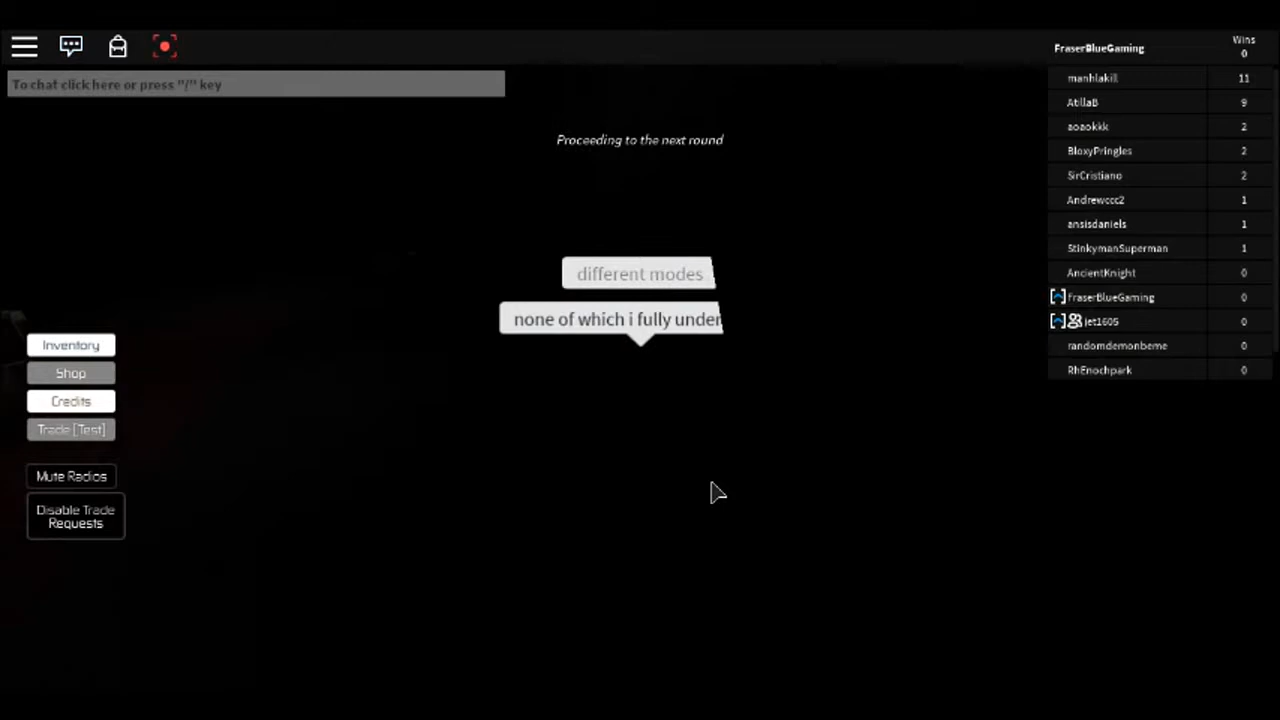 FraserBlueGaming
Wins
0
To chat click here or press "/" key
manhlakill 11
AtillaB 9
aoaokkk 2
BloxyPringles 2
SirCristiano 2
Andrewccc2 1
ansisdaniels 1
StinkymanSuperman 1
AncientKnight 0
FraserBlueGaming 0
jet1605 0
randomdemonbeme 0
RhEnochpark 0
Proceeding to the next round
different modes
none of which i fully under
Inventory
Shop
Credits
Trade [Test]
Mute Radios
Disable Trade
Requests